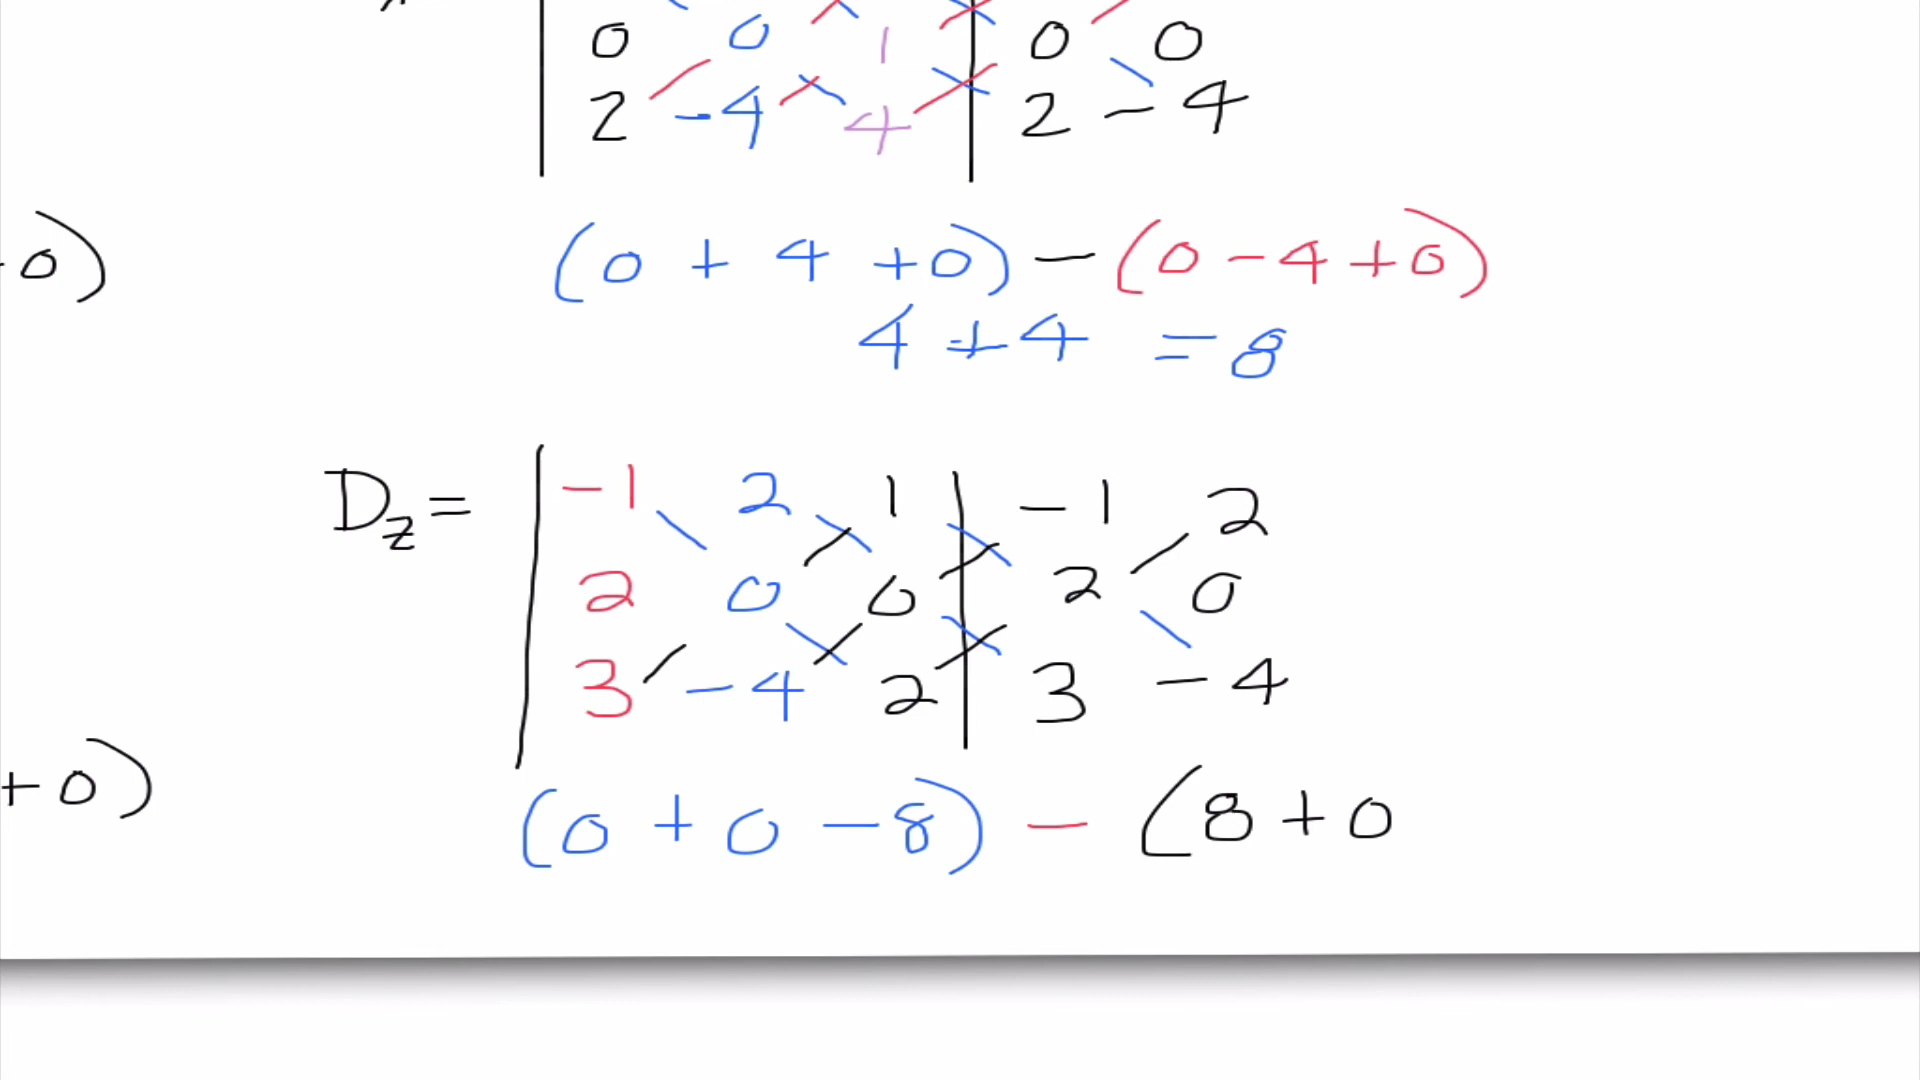 0 0 1 | 0 0
2 -4 4 | 2 -4
0)
(0 + 4 + 0) - (0 - 4 + 0)
4 + 4 = 8
-1 2 1 | -1 2
Dz =
2 0 0 | 2 0
3 -4 2 | 3 -4
+ 0)
(0 + 0 - 8) - (8 + 0